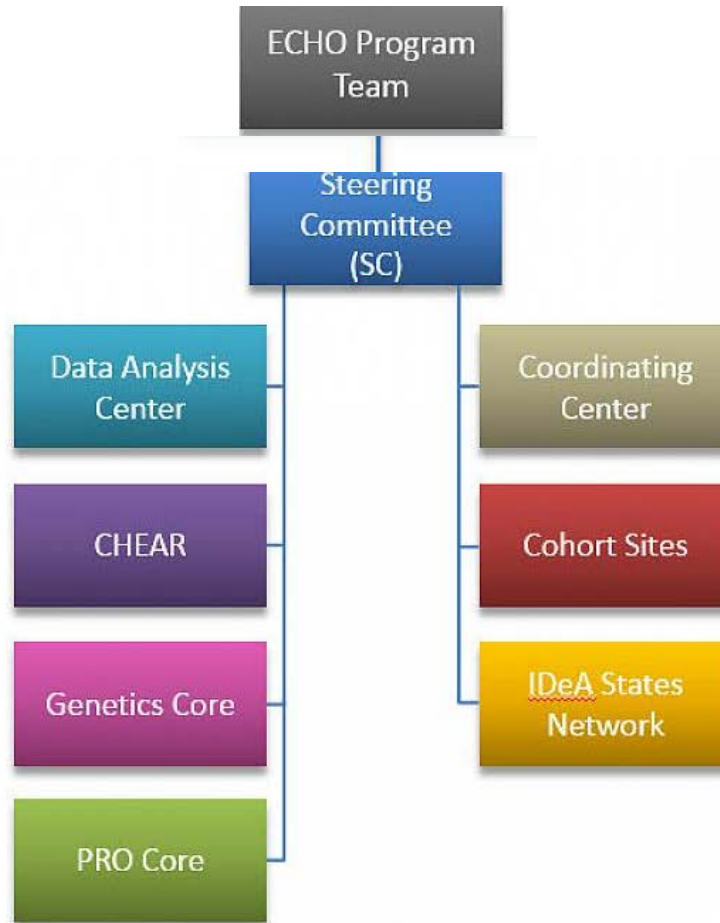 ECHO Program
Team
Steering
Committee
(SC)
Data Analysis
Center
Coordinating
Center
CHEAR
Cohort Sites
Genetics Core
IDeA States
Network
PRO Core